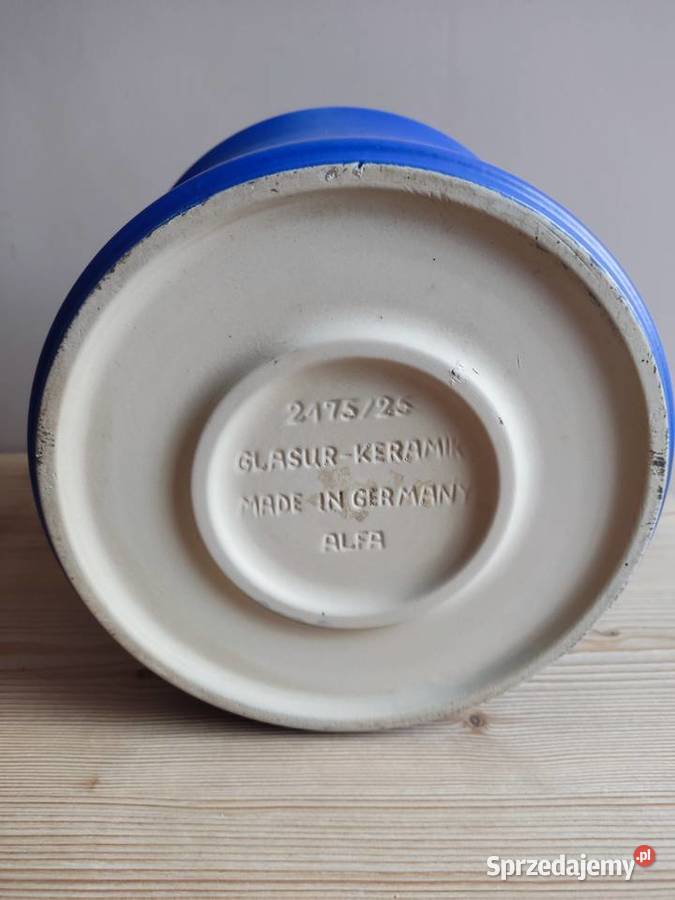 2175/25
GLASUR-KERAMIK
MADE IN GERMANY
ALFA
Sprzedajemy.pl